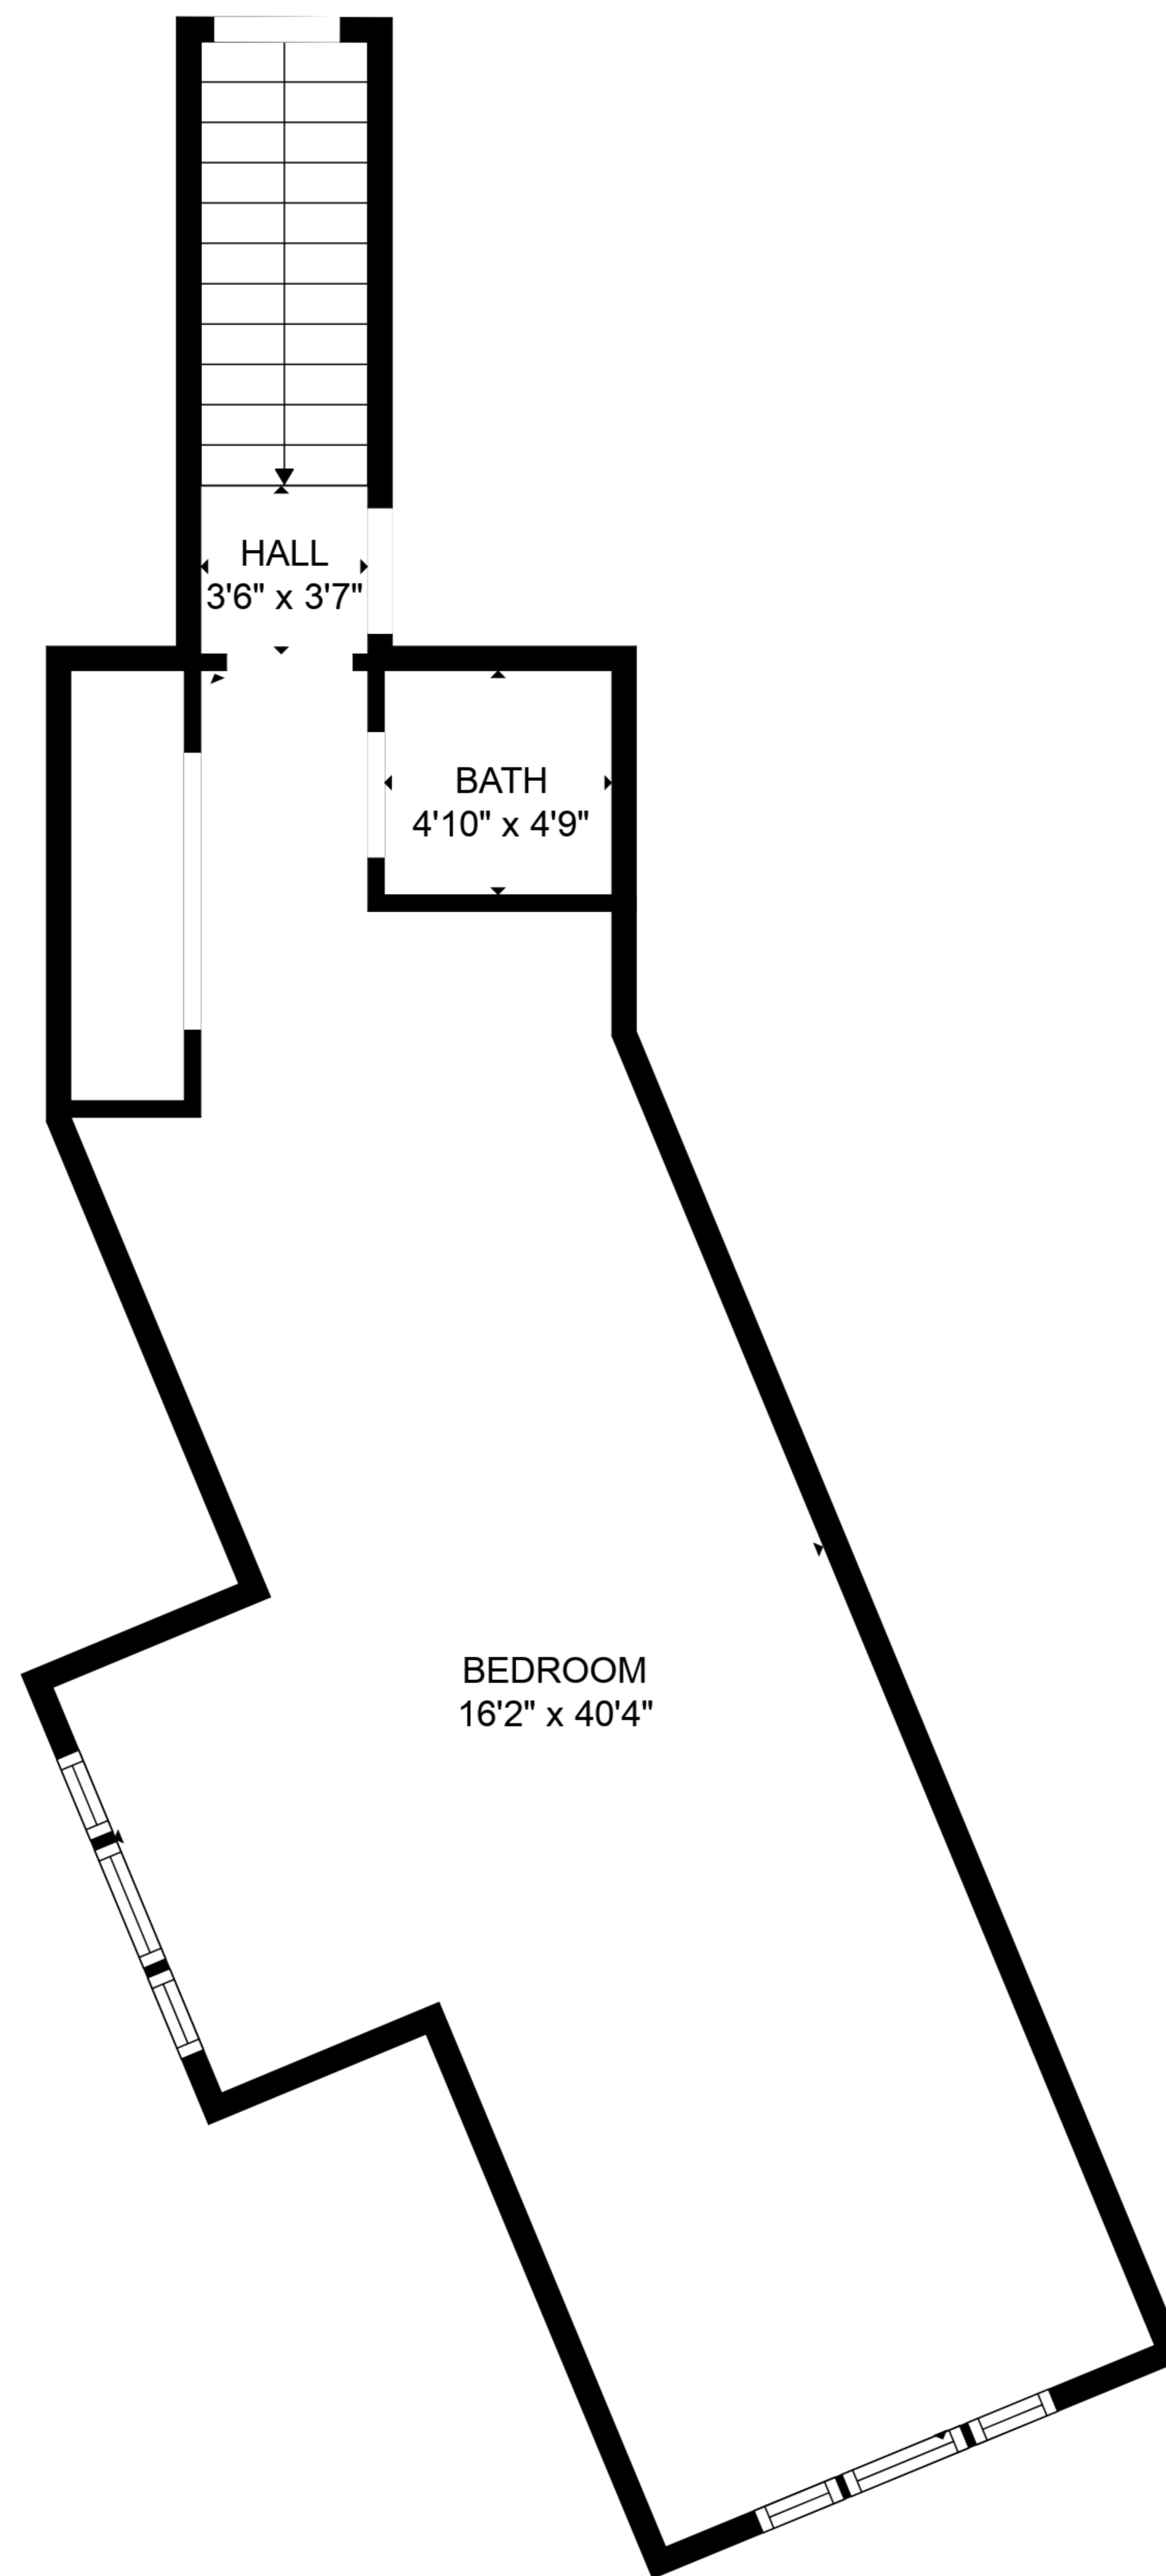 HALL
3'6" x 3'7"
BATH
4'10" x 4'9"
BEDROOM
16'2" x 40'4"